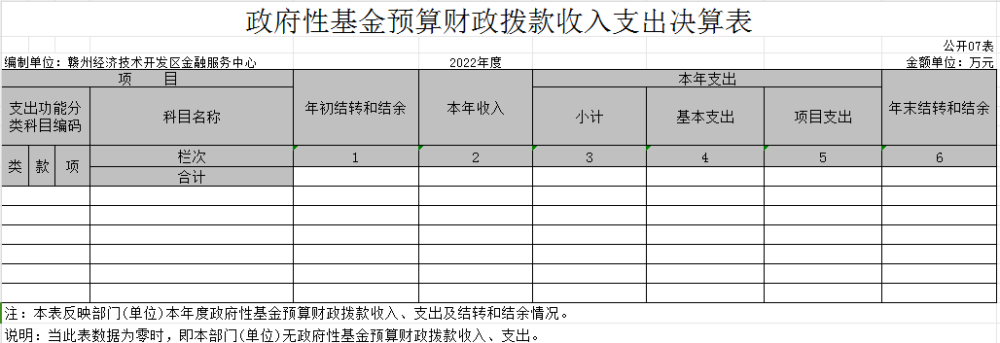 政府性基金预算财政拨款收入支出决算表
公开07表
编制单位：赣州经济技术开发区金融服务中心 2022年度 金额单位：万元
项 目 年初结转和结余 本年收入 本年支出 年末结转和结余
支出功能分类科目编码 科目名称 小计 基本支出 项目支出
类 款 项 栏次 1 2 3 4 5 6
合计
注：本表反映部门(单位)本年度政府性基金预算财政拨款收入、支出及结转和结余情况。
说明：当此表数据为零时，即本部门(单位)无政府性基金预算财政拨款收入、支出。